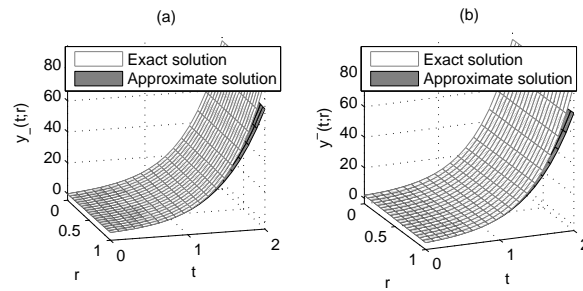 (a)
Exact solution
Approximate solution
80
60
40
20
0
y_(t;r)
0
0.5
1
r
0
1
2
t
(b)
Exact solution
Approximate solution
80
60
40
20
0
y¯(t;r)
0
0.5
1
r
0
1
2
t